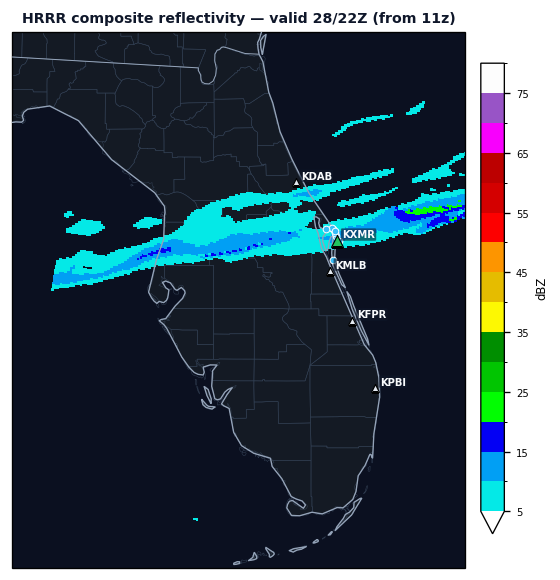 HRRR composite reflectivity — valid 28/22Z (from 11z)
75
65
55
45
35
25
15
5
dBZ
KDAB
KXMR
KMLB
KFPR
KPBI